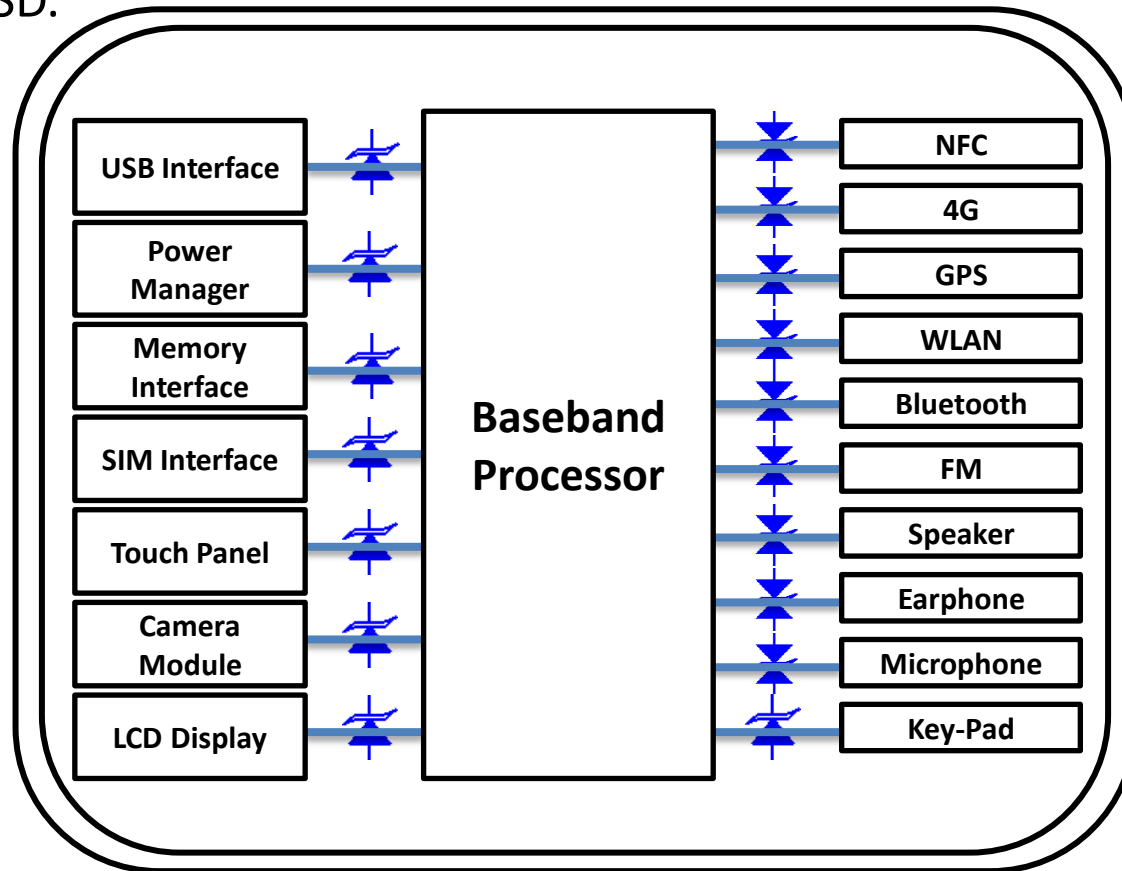 SD.
USB Interface
Power
Manager
Memory
Interface
SIM Interface
Touch Panel
Camera
Module
LCD Display
Baseband
Processor
NFC
4G
GPS
WLAN
Bluetooth
FM
Speaker
Earphone
Microphone
Key-Pad